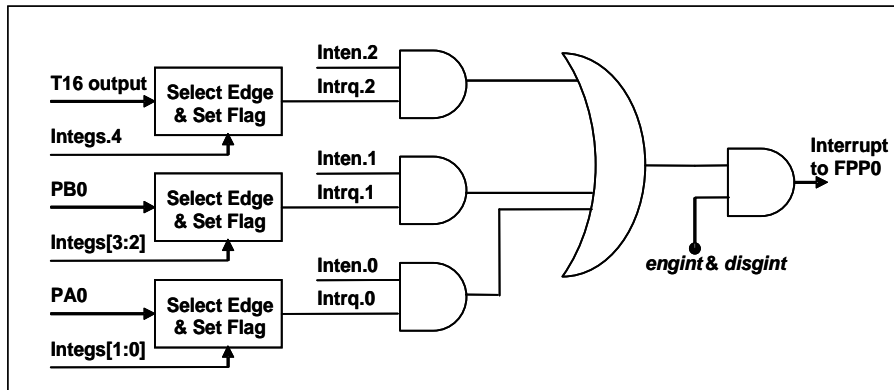 Inten.2
T16 output
Select Edge
& Set Flag
Intrq.2
Integs.4
Inten.1
PB0
Select Edge
& Set Flag
Intrq.1
Integs[3:2]
Interrupt
to FPP0
engint & disgint
Inten.0
PA0
Select Edge
& Set Flag
Intrq.0
Integs[1:0]